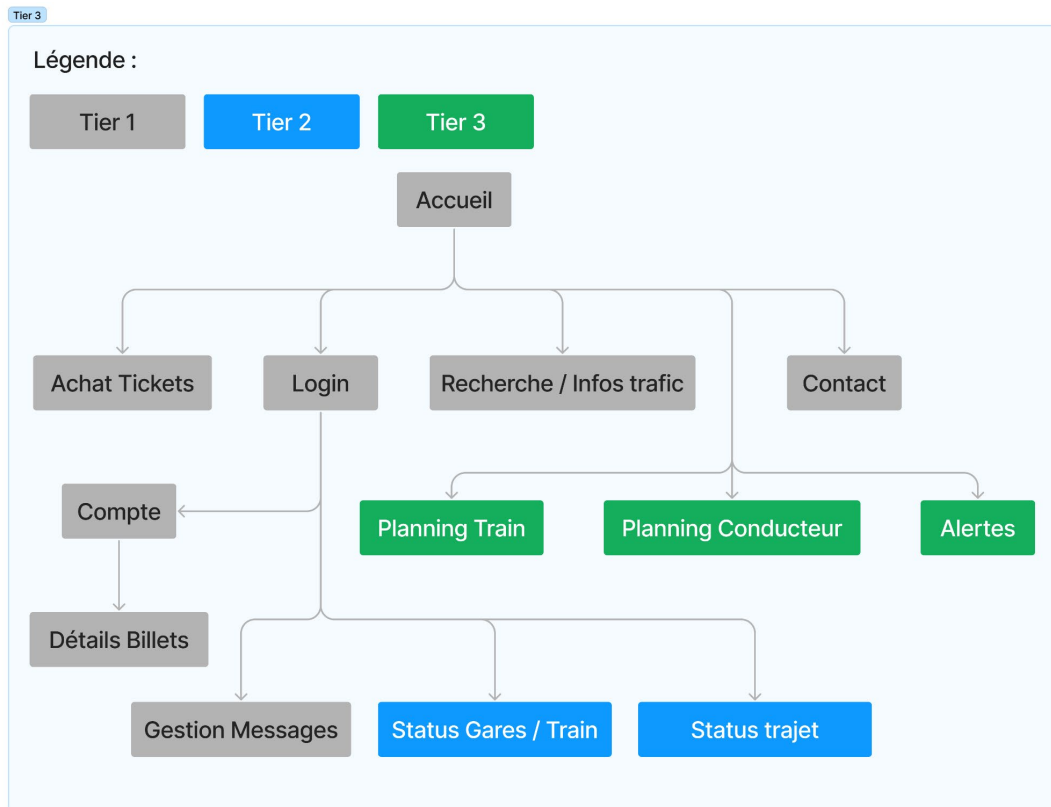 Tier 3
Légende :
Tier 1
Tier 2
Tier 3
Accueil
Achat Tickets
Login
Recherche / Infos trafic
Contact
Compte
Planning Train
Planning Conducteur
Alertes
Détails Billets
Gestion Messages
Status Gares / Train
Status trajet